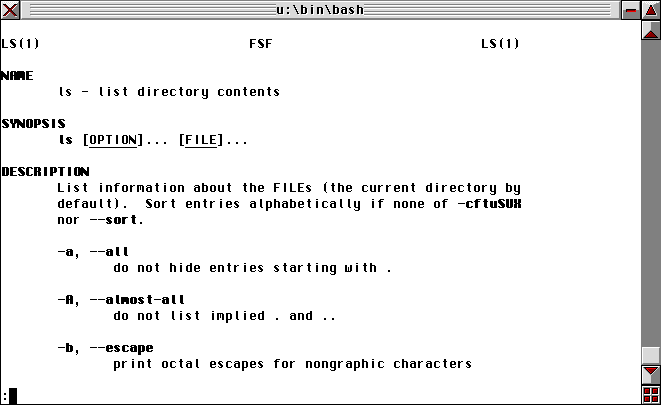 u:\bin\bash
LS(1) FSF LS(1)
NAME
ls - list directory contents
SYNOPSIS
ls [OPTION]... [FILE]...
DESCRIPTION
List information about the FILEs (the current directory by
default). Sort entries alphabetically if none of -cftuSUX
nor --sort.
-a, --all
do not hide entries starting with .
-A, --almost-all
do not list implied . and ..
-b, --escape
print octal escapes for nongraphic characters
: